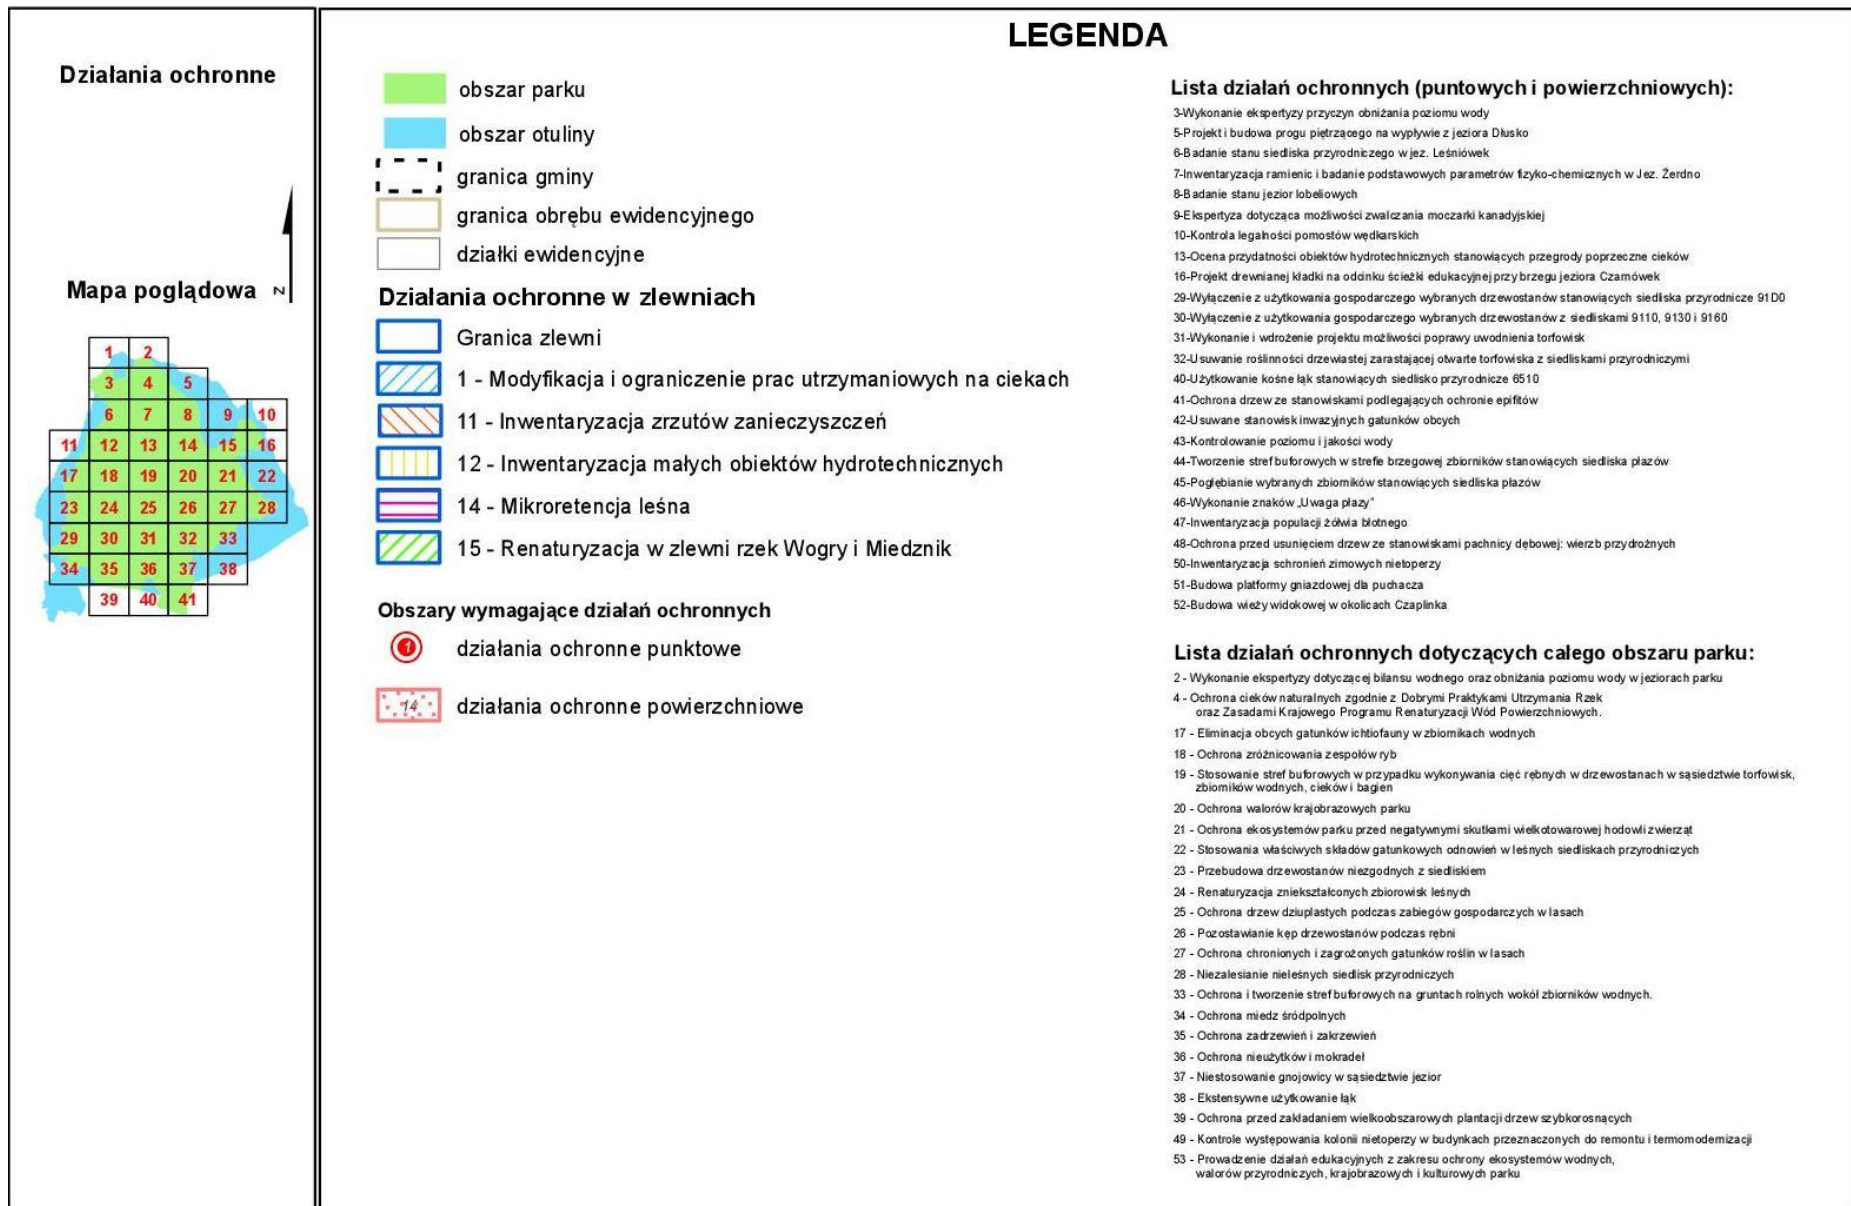 Działania ochronne
Mapa poglądowa
N
1 2
3 4 5
6 7 8 9 10
11 12 13 14 15 16
17 18 19 20 21 22
23 24 25 26 27 28
29 30 31 32 33
34 35 36 37 38
39 40 41
LEGENDA
obszar parku
obszar otuliny
granica gminy
granica obrębu ewidencyjnego
działki ewidencyjne
Działania ochronne w zlewniach
Granica zlewni
1 - Modyfikacja i ograniczenie prac utrzymaniowych na ciekach
11 - Inwentaryzacja zrzutów zanieczyszczeń
12 - Inwentaryzacja małych obiektów hydrotechnicznych
14 - Mikroretencja leśna
15 - Renaturyzacja w zlewni rzek Wogry i Miedznik
Obszary wymagające działań ochronnych
1 działania ochronne punktowe
14 działania ochronne powierzchniowe
Lista działań ochronnych (puntowych i powierzchniowych):
3-Wykonanie ekspertyzy przyczyn obniżania poziomu wody
5-Projekt i budowa progu piętrzącego na wypływie z jeziora Dłusko
6-Badanie stanu siedliska przyrodniczego w jez. Leśniówek
7-Inwentaryzacja ramienic i badanie podstawowych parametrów fizyko-chemicznych w Jez. Żerdno
8-Badanie stanu jezior lobeliowych
9-Ekspertyza dotycząca możliwości zwalczania moczarki kanadyjskiej
10-Kontrola legalności pomostów wędkarskich
13-Ocena przydatności obiektów hydrotechnicznych stanowiących przegrody poprzeczne cieków
16-Projekt drewnianej kładki na odcinku ścieżki edukacyjnej przy brzegu jeziora Czarnówek
29-Wyłączenie z użytkowania gospodarczego wybranych drzewostanów stanowiących siedliska przyrodnicze 91D0
30-Wyłączenie z użytkowania gospodarczego wybranych drzewostanów z siedliskami 9110, 9130 i 9160
31-Wykonanie i wdrożenie projektu możliwości poprawy uwodnienia torfowisk
32-Usuwanie roślinności drzewiastej zarastającej otwarte torfowiska z siedliskami przyrodniczymi
40-Użytkowanie kośne łąk stanowiących siedlisko przyrodnicze 6510
41-Ochrona drzew ze stanowiskami podlegających ochronie epifitów
42-Usuwane stanowisk inwazyjnych gatunków obcych
43-Kontrolowanie poziomu i jakości wody
44-Tworzenie stref buforowych w strefie brzegowej zbiorników stanowiących siedliska płazów
45-Pogłębianie wybranych zbiorników stanowiących siedliska płazów
46-Wykonanie znaków „Uwaga płazy"
47-Inwentaryzacja populacji żółwia błotnego
48-Ochrona przed usunięciem drzew ze stanowiskami pachnicy dębowej: wierzb przydrożnych
50-Inwentaryzacja schronień zimowych nietoperzy
51-Budowa platformy gniazdowej dla puchacza
52-Budowa wieży widokowej w okolicach Czaplinka
Lista działań ochronnych dotyczących całego obszaru parku:
2 - Wykonanie ekspertyzy dotyczącej bilansu wodnego oraz obniżania poziomu wody w jeziorach parku
4 - Ochrona cieków naturalnych zgodnie z Dobrymi Praktykami Utrzymania Rzek
oraz Zasadami Krajowego Programu Renaturyzacji Wód Powierzchniowych.
17 - Eliminacja obcych gatunków ichtiofauny w zbiornikach wodnych
18 - Ochrona zróżnicowania zespołów ryb
19 - Stosowanie stref buforowych w przypadku wykonywania cięć rębnych w drzewostanach w sąsiedztwie torfowisk,
zbiorników wodnych, cieków i bagien
20 - Ochrona walorów krajobrazowych parku
21 - Ochrona ekosystemów parku przed negatywnymi skutkami wielkotowarowej hodowli zwierząt
22 - Stosowania właściwych składów gatunkowych odnowień w leśnych siedliskach przyrodniczych
23 - Przebudowa drzewostanów niezgodnych z siedliskiem
24 - Renaturyzacja zniekształconych zbiorowisk leśnych
25 - Ochrona drzew dziuplastych podczas zabiegów gospodarczych w lasach
26 - Pozostawianie kęp drzewostanów podczas rębni
27 - Ochrona chronionych i zagrożonych gatunków roślin w lasach
28 - Niezalesianie nieleśnych siedlisk przyrodniczych
33 - Ochrona i tworzenie stref buforowych na gruntach rolnych wokół zbiorników wodnych.
34 - Ochrona miedz śródpolnych
35 - Ochrona zadrzewień i zakrzewień
36 - Ochrona nieużytków i mokradeł
37 - Niestosowanie gnojowicy w sąsiedztwie jezior
38 - Ekstensywne użytkowanie łąk
39 - Ochrona przed zakładaniem wielkoobszarowych plantacji drzew szybkorosnących
49 - Kontrole występowania kolonii nietoperzy w budynkach przeznaczonych do remontu i termomodernizacji
53 - Prowadzenie działań edukacyjnych z zakresu ochrony ekosystemów wodnych,
walorów przyrodniczych, krajobrazowych i kulturowych parku